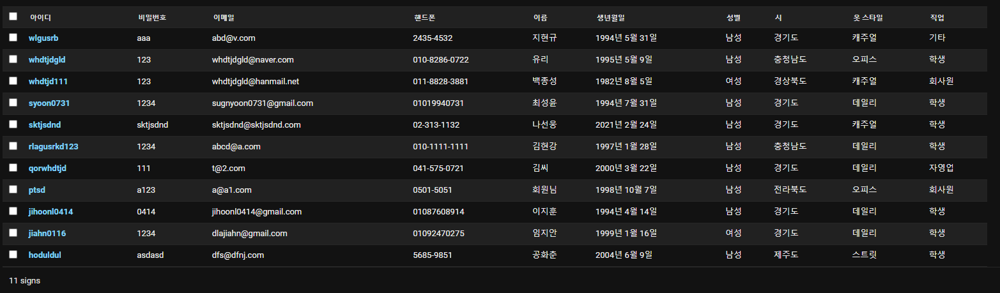 아이디 비밀번호 이메일 핸드폰 이름 생년월일 성별 시 옷 스타일 직업
wlgusrb aaa abd@v.com 2435-4532 지현규 1994년 5월 31일 남성 경기도 캐주얼 기타
whdtjdgld 123 whdtjdgld@naver.com 010-8286-0722 유리 1995년 5월 9일 남성 충청남도 오피스 학생
whdtjd111 123 whdtjdgld@hanmail.net 011-8828-3881 백종성 1982년 8월 5일 여성 경상북도 캐주얼 회사원
syoon0731 1234 sugnyoon0731@gmail.com 01019940731 최성윤 1994년 7월 31일 남성 경기도 데일리 학생
sktjsdnd sktjsdnd sktjsdnd@sktjsdnd.com 02-313-1132 나선웅 2021년 2월 24일 남성 경기도 캐주얼 학생
rlagusrkd123 1234 abcd@a.com 010-1111-1111 김현강 1997년 1월 28일 남성 충청남도 데일리 학생
qorwhdtjd 111 t@2.com 041-575-0721 김씨 2000년 3월 22일 남성 경기도 데일리 자영업
ptsd a123 a@a1.com 0501-5051 회원님 1998년 10월 7일 남성 전라북도 오피스 회사원
jihoonl0414 0414 jihoonl0414@gmail.com 01087608914 이지훈 1994년 4월 14일 남성 경기도 데일리 학생
jiahn0116 1234 dlajiahn@gmail.com 01092470275 임지안 1999년 1월 16일 여성 경기도 데일리 학생
hoduldul asdasd dfs@dfnj.com 5685-9851 공화춘 2004년 6월 9일 남성 제주도 스트릿 학생
11 signs